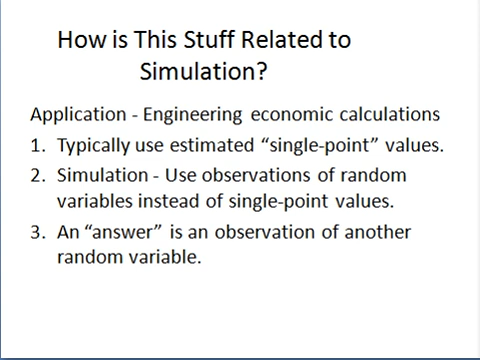 How is This Stuff Related to
Simulation?
Application - Engineering economic calculations
1. Typically use estimated “single-point” values.
2. Simulation - Use observations of random
variables instead of single-point values.
3. An “answer” is an observation of another
random variable.